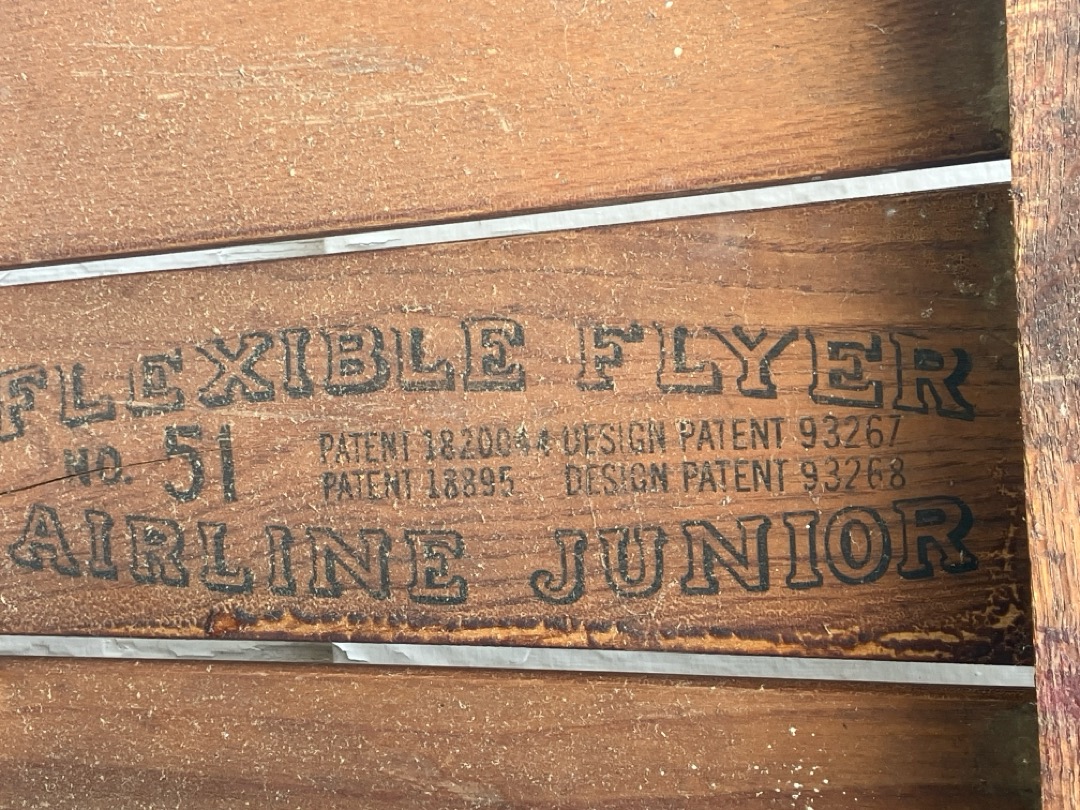 FLEXIBLE FLYER
NO. 51
PATENT 1820044 DESIGN PATENT 93267
PATENT 18895 DESIGN PATENT 93268
AIRLINE JUNIOR